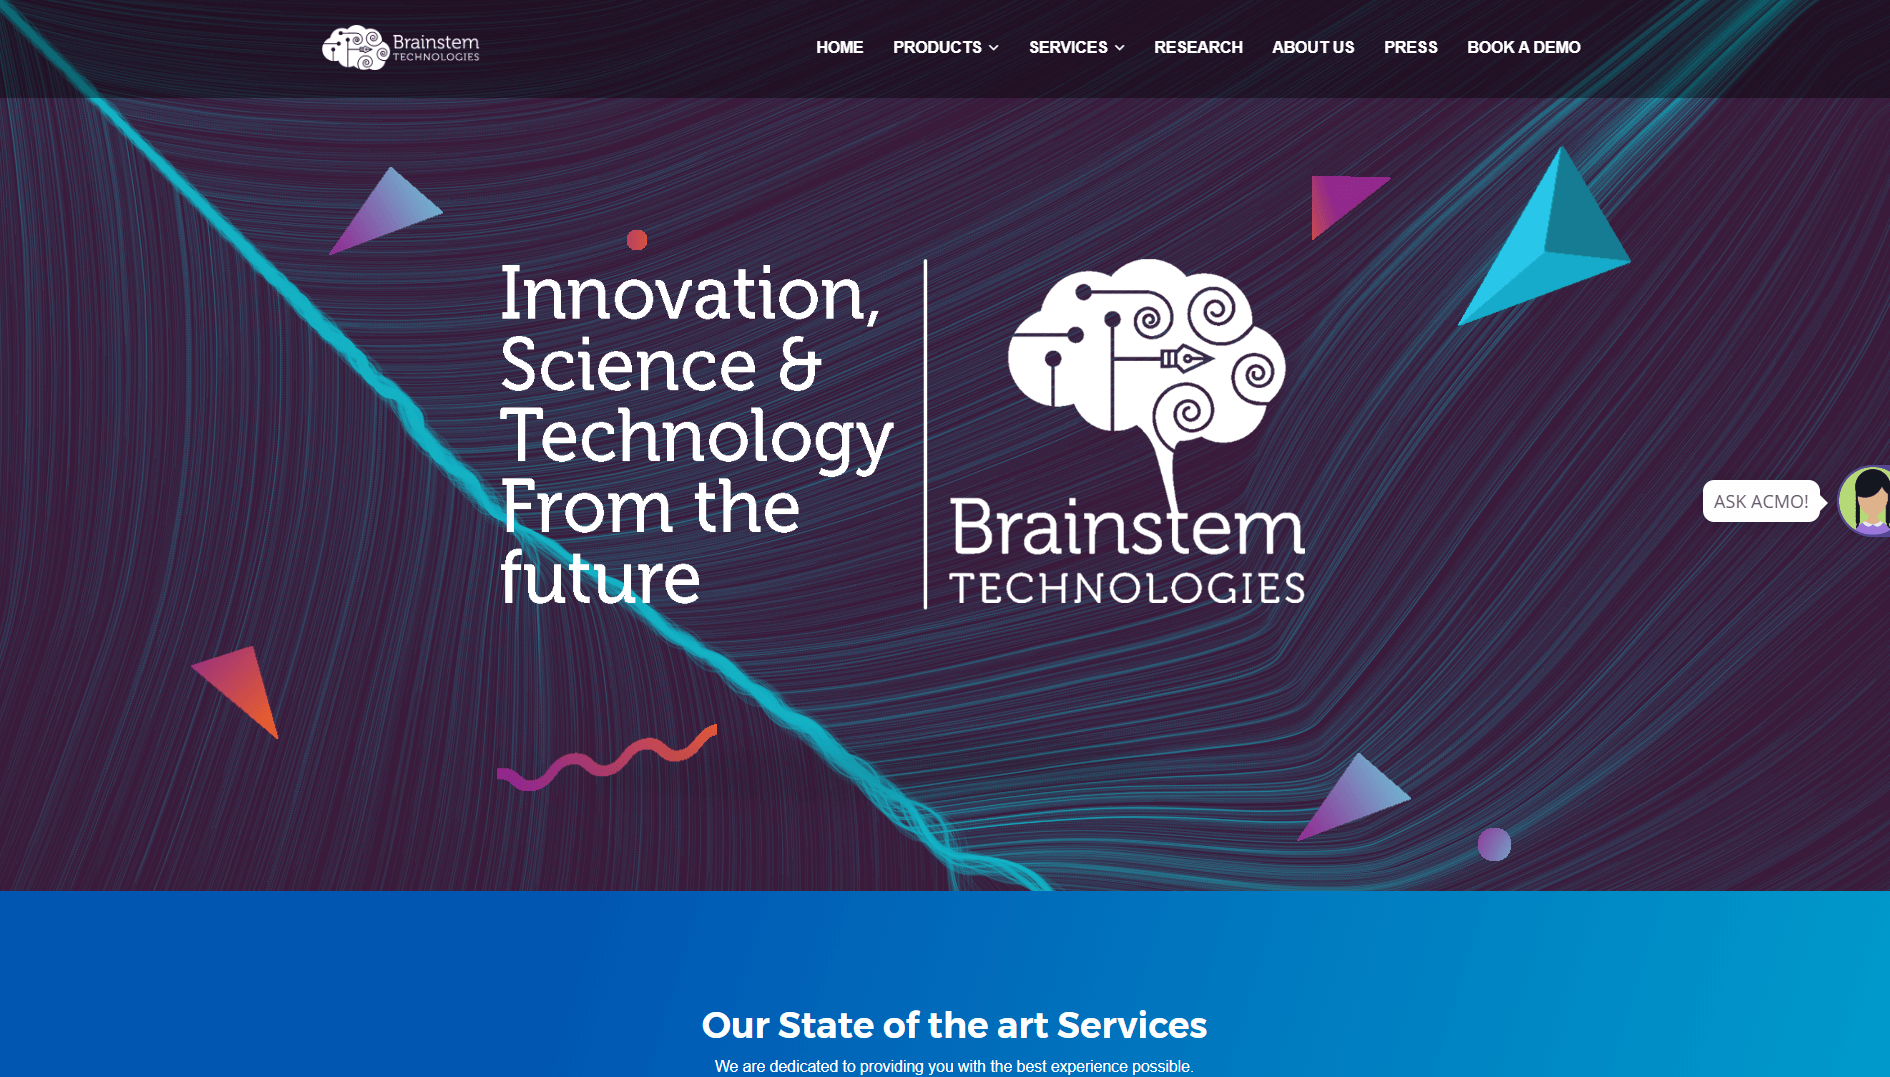 Brainstem
TECHNOLOGIES
HOME PRODUCTS SERVICES RESEARCH ABOUT US PRESS BOOK A DEMO
Innovation,
Science &
Technology
From the
future
Brainstem
TECHNOLOGIES
ASK ACMO!
Our State of the art Services
We are dedicated to providing you with the best experience possible.